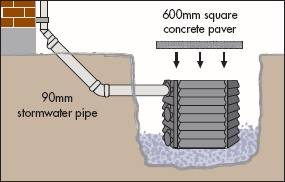 600mm square
concrete paver
90mm
stormwater pipe